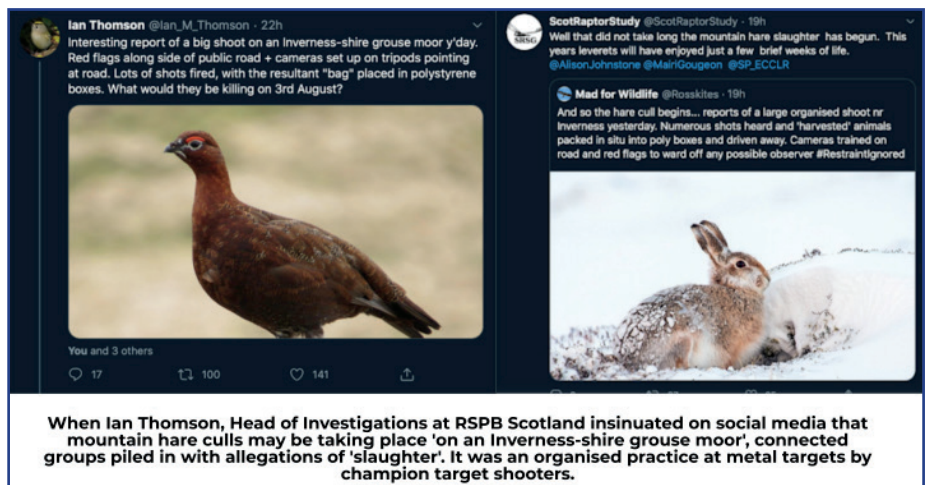 Ian Thomson @Ian_M_Thomson · 22h
Interesting report of a big shoot on an Inverness-shire grouse moor y'day.
Red flags along side of public road + cameras set up on tripods pointing
at road. Lots of shots fired, with the resultant "bag" placed in polystyrene
boxes. What would they be killing on 3rd August?
You and 3 others
17 100 141
ScotRaptorStudy @ScotRaptorStudy · 19h
Well that did not take long the mountain hare slaughter has begun. This
years leverets will have enjoyed just a few brief weeks of life.
@AlisonJohnstone @MairiGougeon @SP_ECCLR
SRSG
Mad for Wildlife @Rosskites · 19h
And so the hare cull begins... reports of a large organised shoot nr
Inverness yesterday. Numerous shots heard and 'harvested' animals
packed in situ into poly boxes and driven away. Cameras trained on
road and red flags to ward off any possible observer #RestraintIgnored
When Ian Thomson, Head of Investigations at RSPB Scotland insinuated on social media that
mountain hare culls may be taking place 'on an Inverness-shire grouse moor', connected
groups piled in with allegations of 'slaughter'. It was an organised practice at metal targets by
champion target shooters.